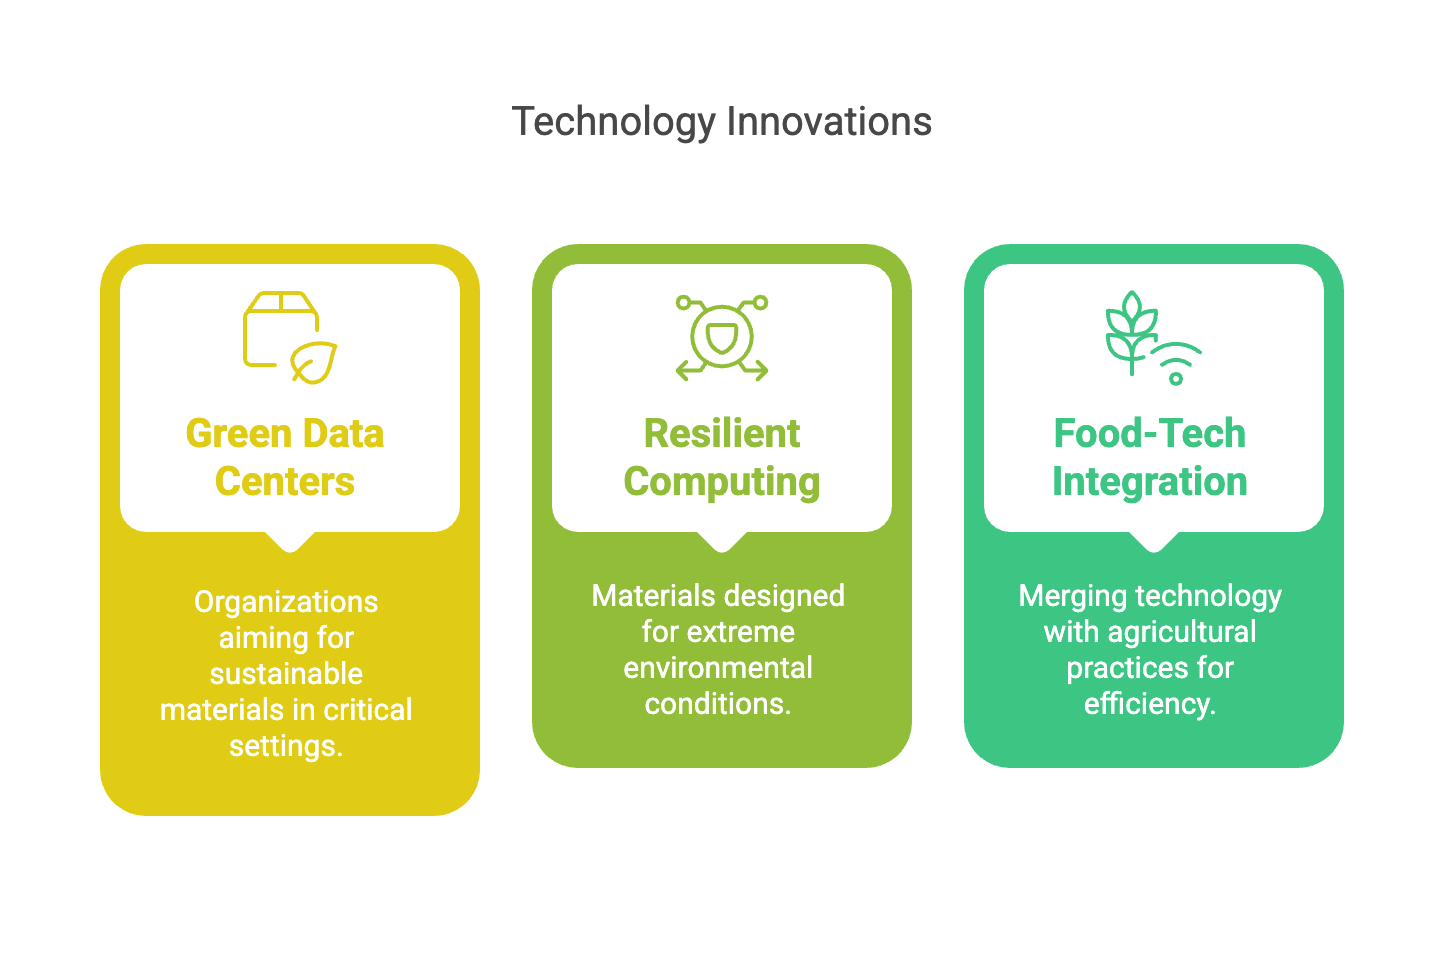 Technology Innovations
Green Data
Centers
Organizations
aiming for
sustainable
materials in critical
settings.
Resilient
Computing
Materials designed
for extreme
environmental
conditions.
Food-Tech
Integration
Merging technology
with agricultural
practices for
efficiency.